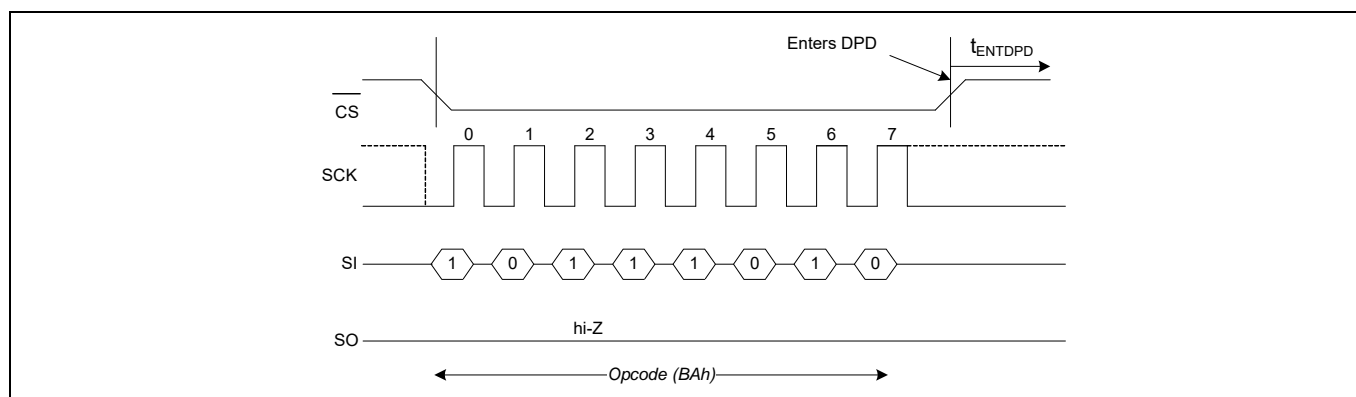 Enters DPD
tENTDPD
CS
0 1 2 3 4 5 6 7
SCK
SI 1 0 1 1 1 0 1 0
hi-Z
SO
Opcode (BAh)